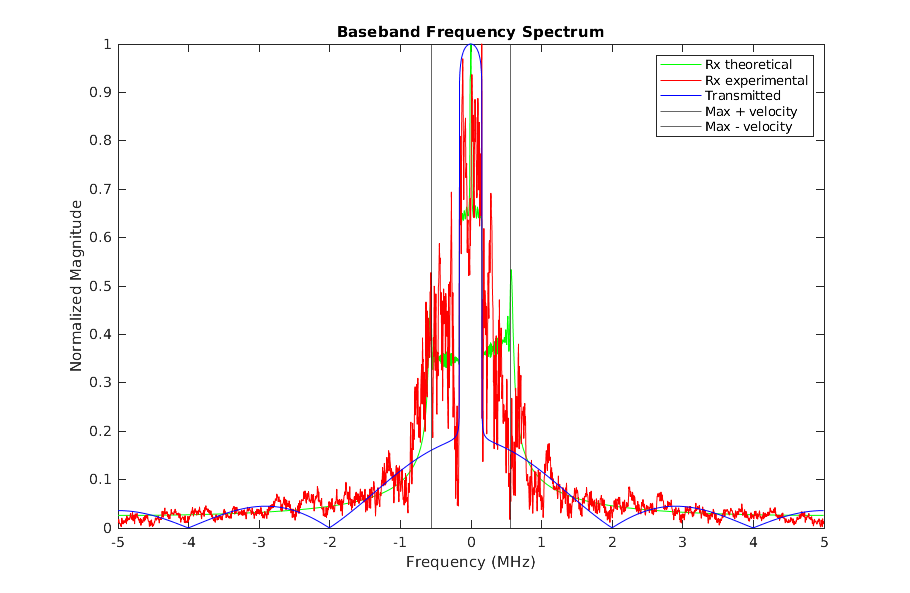 Baseband Frequency Spectrum
Normalized Magnitude
1
0.9
0.8
0.7
0.6
0.5
0.4
0.3
0.2
0.1
0
-5 -4 -3 -2 -1 0 1 2 3 4 5
Frequency (MHz)
Rx theoretical
Rx experimental
Transmitted
Max + velocity
Max - velocity